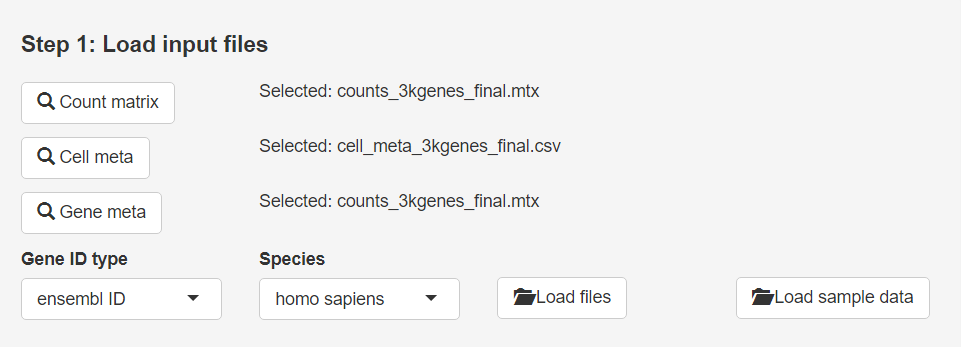 Step 1: Load input files
Count matrix Selected: counts_3kgenes_final.mtx
Cell meta Selected: cell_meta_3kgenes_final.csv
Gene meta Selected: counts_3kgenes_final.mtx
Gene ID type Species
ensembl ID homo sapiens Load files Load sample data